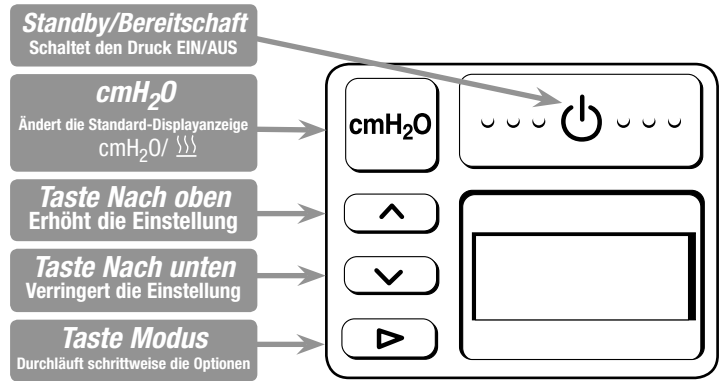 Standby/Bereitschaft
Schaltet den Druck EIN/AUS
cmH₂O
Ändert die Standard-Displayanzeige
cmH₂O/
Taste Nach oben
Erhöht die Einstellung
Taste Nach unten
Verringert die Einstellung
Taste Modus
Durchläuft schrittweise die Optionen
cmH₂O